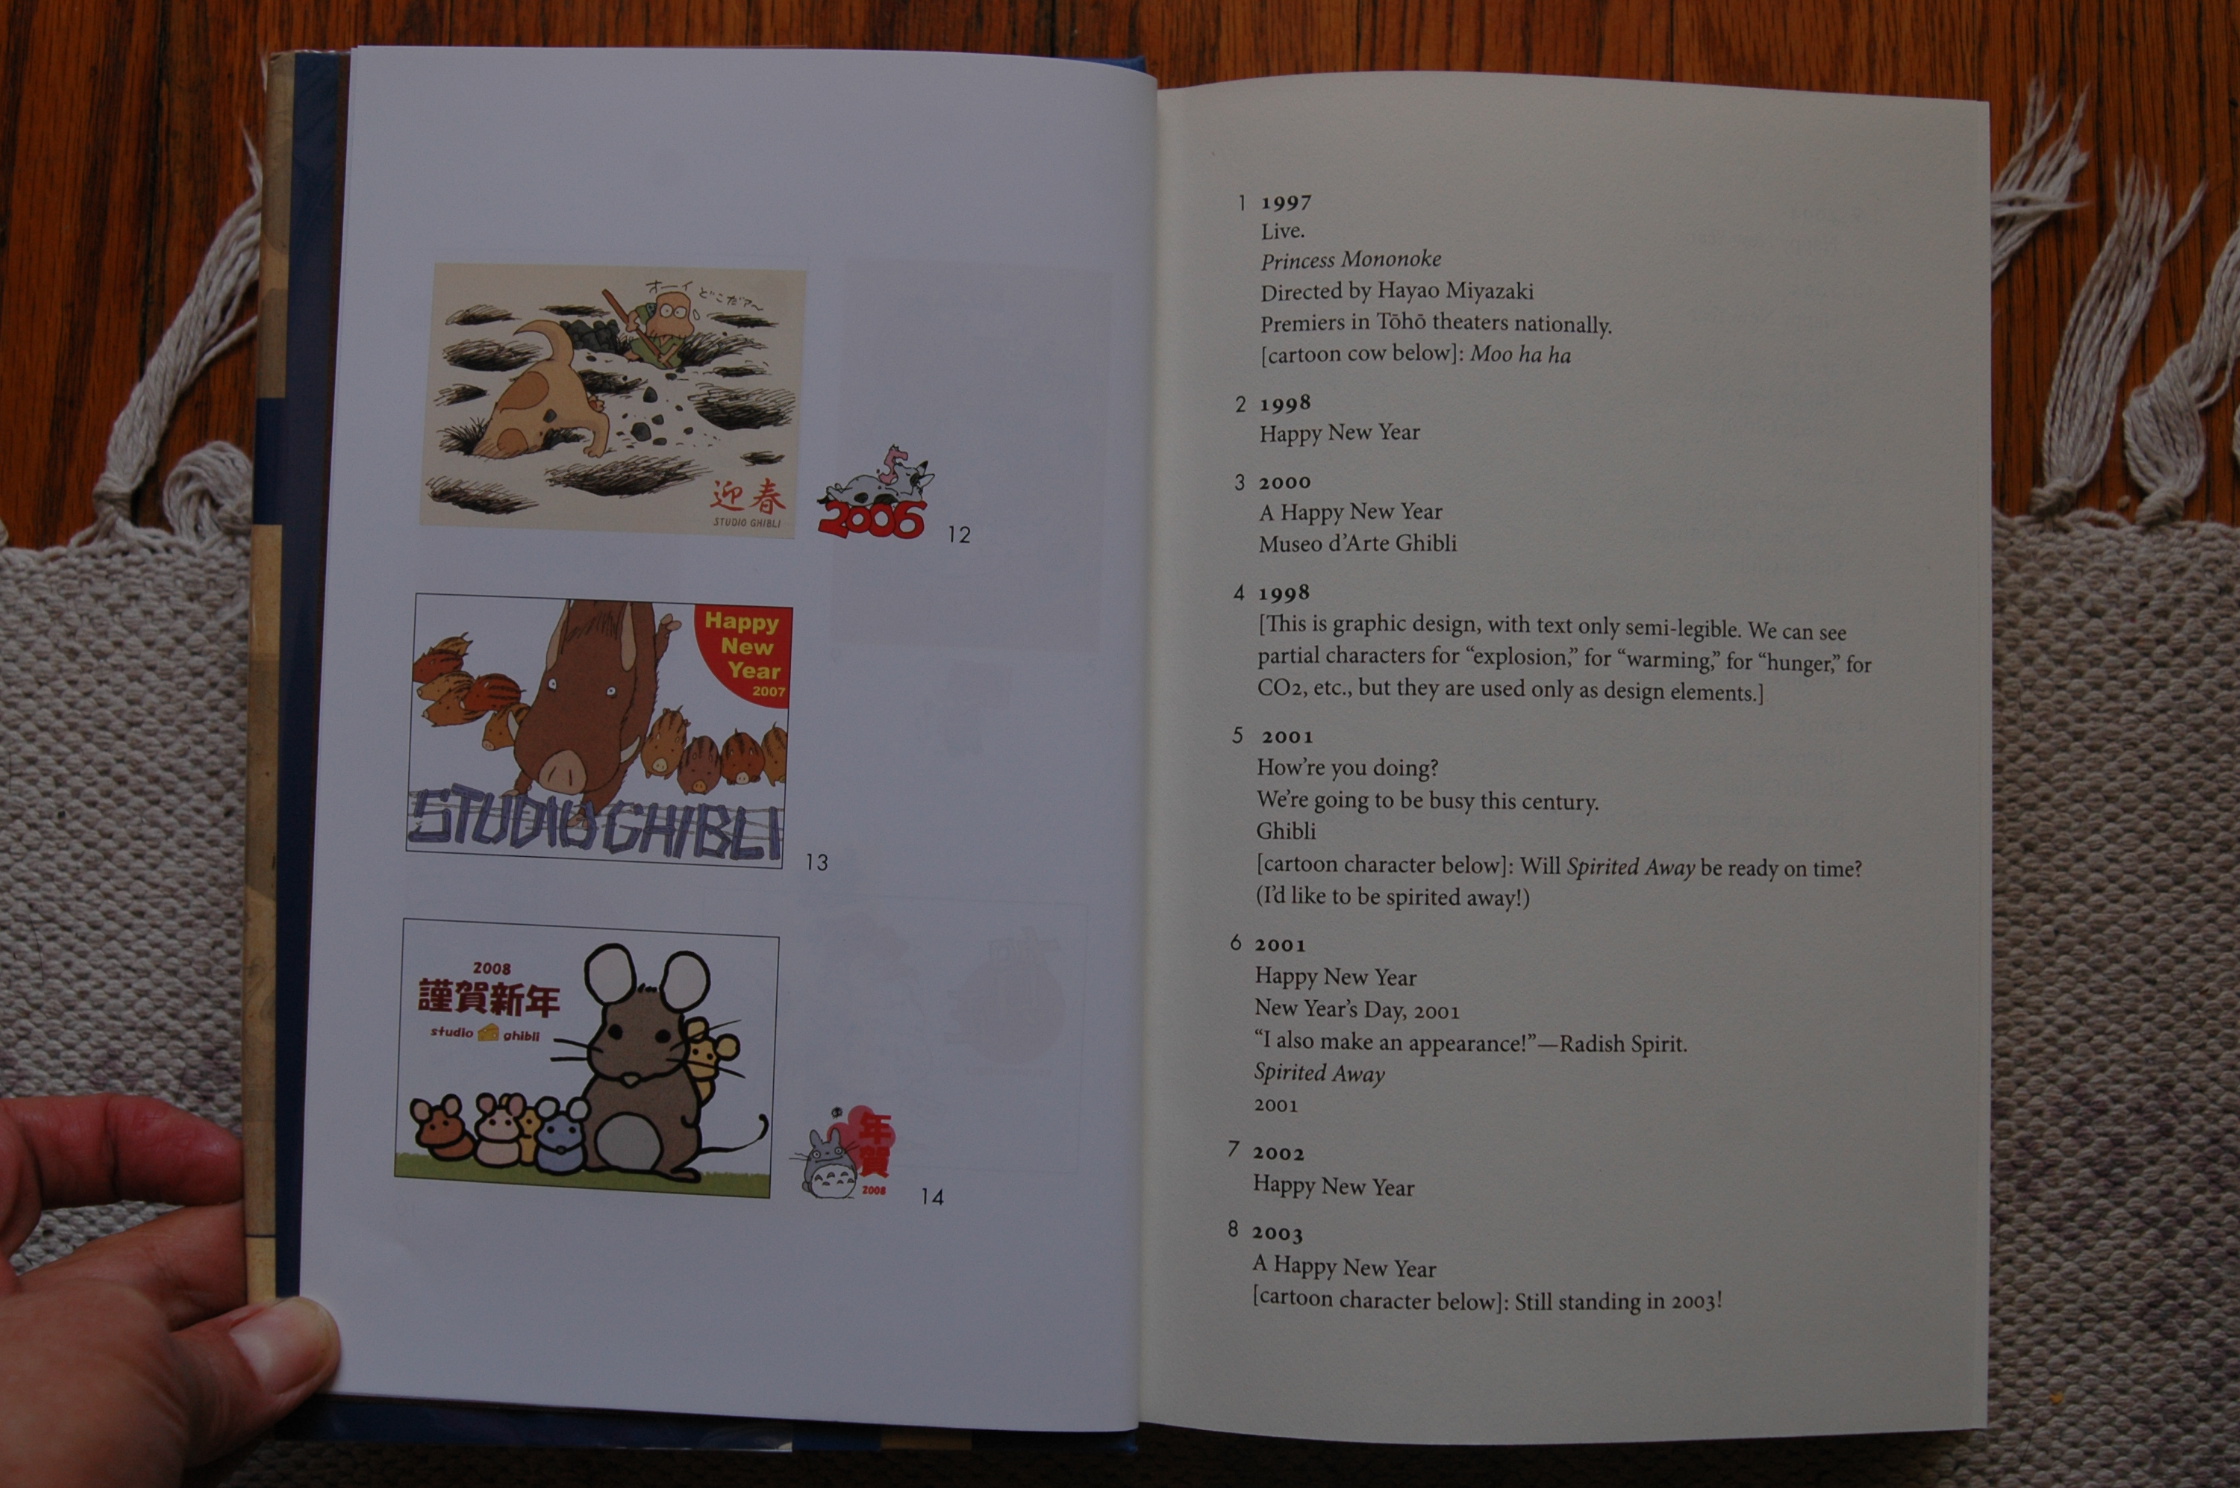 オーイ どこだァ〜
迎春
STUDIO GHIBLI
2006
12
Happy
New
Year
2007
STUDIO GHIBLI
13
2008
謹賀新年
studio ghibli
年
賀
2008
14
1 1997
Live.
Princess Mononoke
Directed by Hayao Miyazaki
Premiers in Tōhō theaters nationally.
[cartoon cow below]: Moo ha ha
2 1998
Happy New Year
3 2000
A Happy New Year
Museo d’Arte Ghibli
4 1998
[This is graphic design, with text only semi-legible. We can see
partial characters for “explosion,” for “warming,” for “hunger,” for
CO2, etc., but they are used only as design elements.]
5 2001
How’re you doing?
We’re going to be busy this century.
Ghibli
[cartoon character below]: Will Spirited Away be ready on time?
(I’d like to be spirited away!)
6 2001
Happy New Year
New Year’s Day, 2001
“I also make an appearance!”—Radish Spirit.
Spirited Away
2001
7 2002
Happy New Year
8 2003
A Happy New Year
[cartoon character below]: Still standing in 2003!